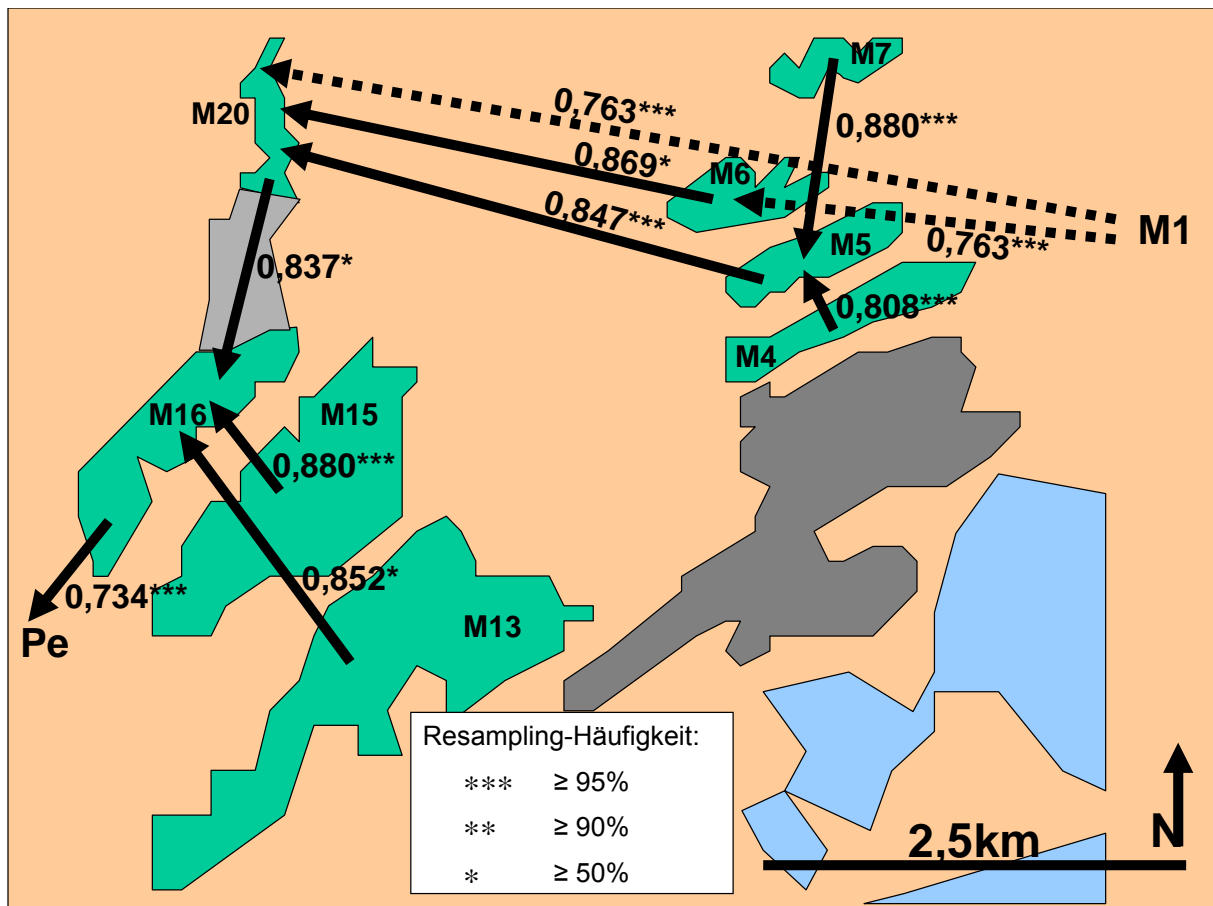 M7
M20
0,763***
0,880***
0,869*
M6
0,847***
M1
M5
0,763***
0,837*
0,808***
M4
M16
M15
0,880***
0,852*
0,734***
Pe
M13
Resampling-Häufigkeit:
*** ≥ 95%
** ≥ 90%
* ≥ 50%
2,5km
N